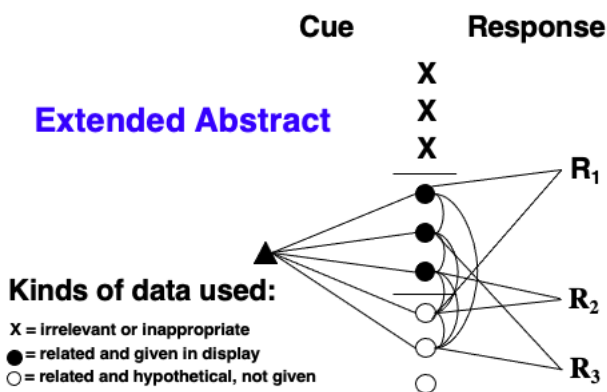 Cue Response
X
X
Extended Abstract
X
R1
Kinds of data used:
R2
X = irrelevant or inappropriate
= related and given in display
R3
= related and hypothetical, not given